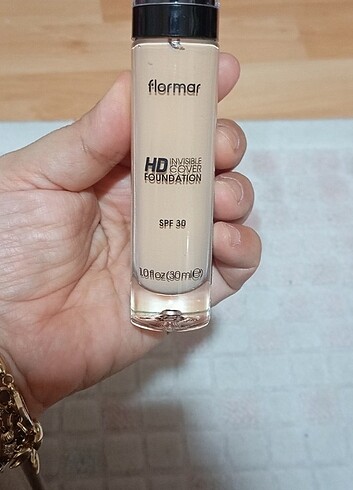 flormar
HD INVISIBLE
COVER
FOUNDATION
SPF 30
1.0 fl oz (30 ml ℮)